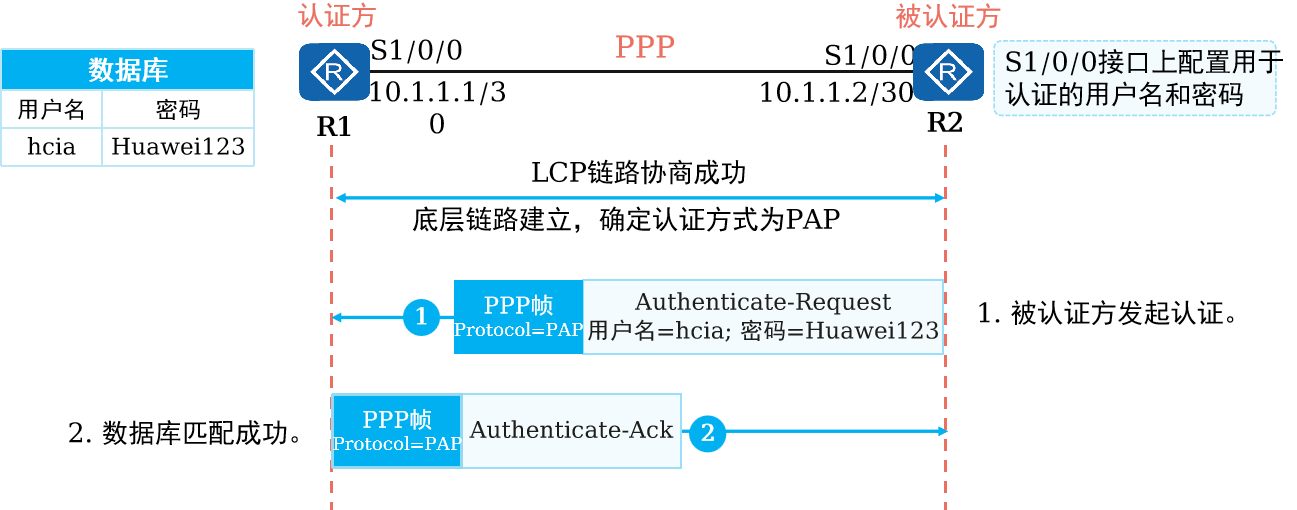 认证方
被认证方
S1/0/0
PPP
S1/0/0
10.1.1.1/3
0
10.1.1.2/30
R
R
R1
R2
S1/0/0接口上配置用于
认证的用户名和密码
数据库
用户名 密码
hcia Huawei123
LCP链路协商成功
底层链路建立，确定认证方式为PAP
1
PPP帧
Protocol=PAP
Authenticate-Request
用户名=hcia; 密码=Huawei123
1. 被认证方发起认证。
2. 数据库匹配成功。
PPP帧
Protocol=PAP
Authenticate-Ack
2